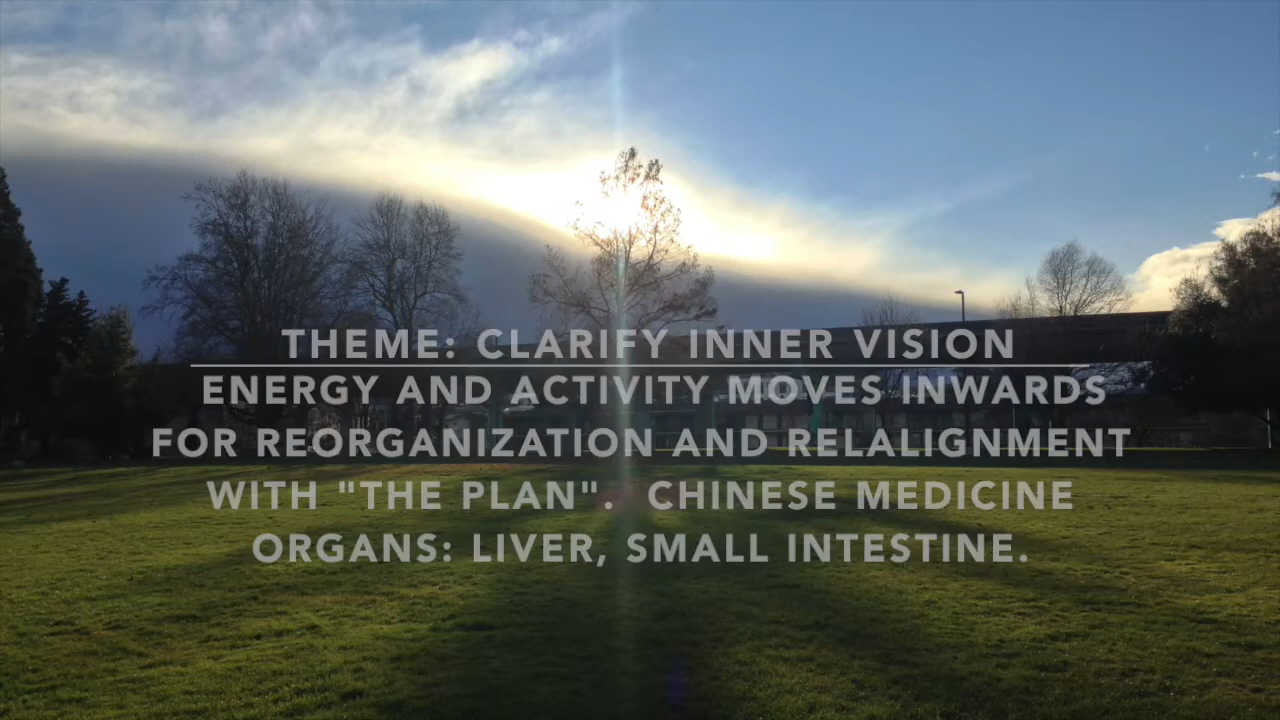 THEME: CLARIFY INNER VISION
ENERGY AND ACTIVITY MOVES INWARDS
FOR REORGANIZATION AND RELALIGNMENT
WITH "THE PLAN". CHINESE MEDICINE
ORGANS: LIVER, SMALL INTESTINE.